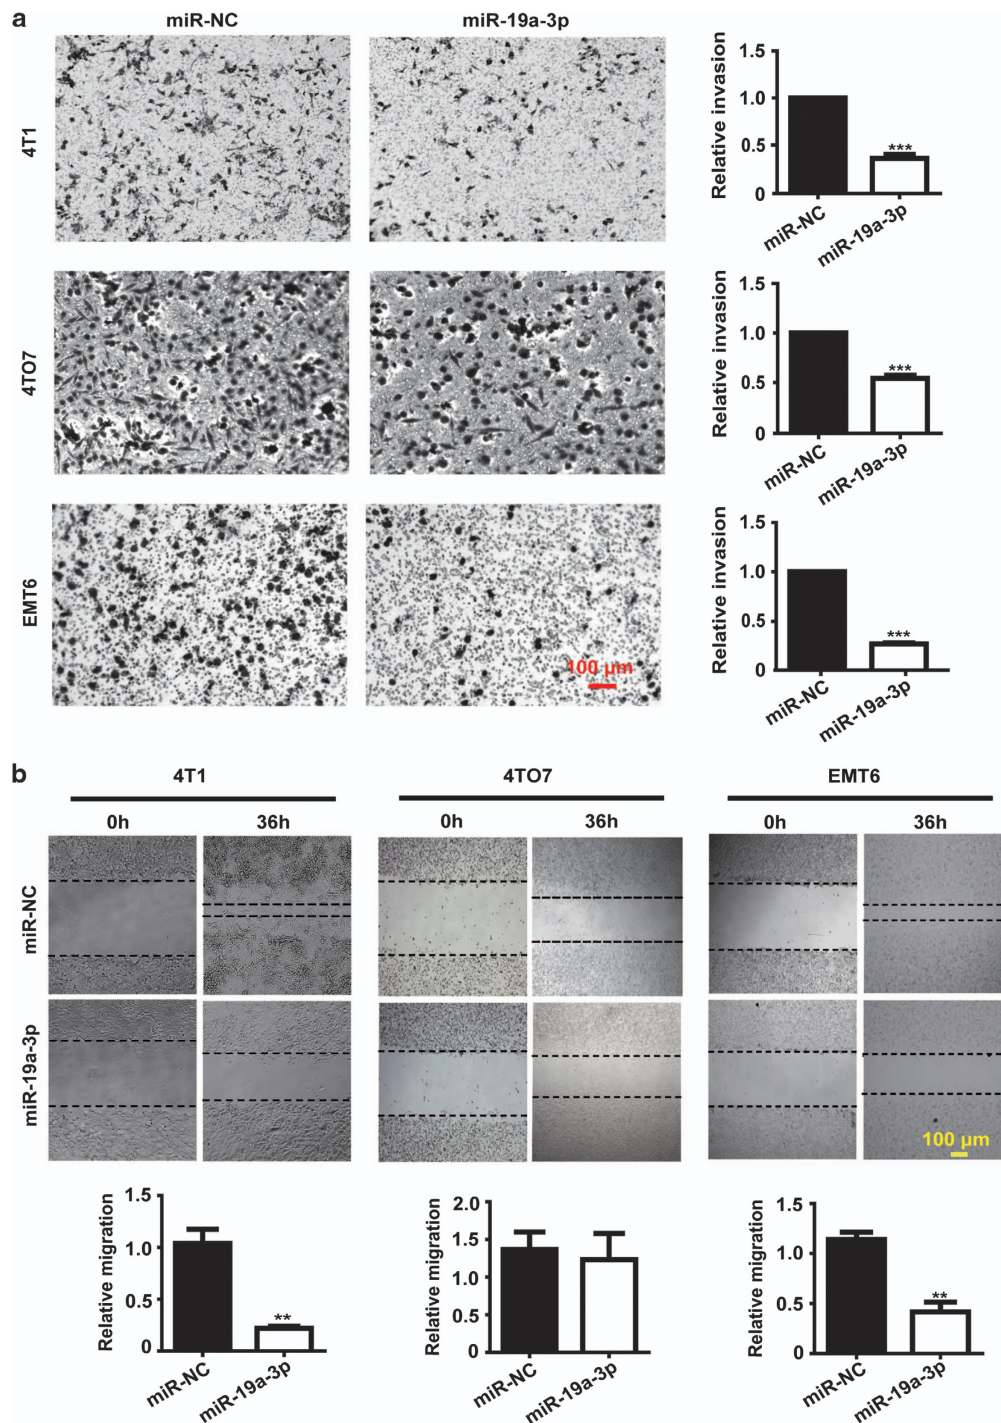 a
miR-NC
miR-19a-3p
4T1
Relative invasion
1.5
1.0
0.5
0
***
miR-NC
miR-19a-3p
4TO7
Relative invasion
1.5
1.0
0.5
0
***
miR-NC
miR-19a-3p
EMT6
100 µm
Relative invasion
1.5
1.0
0.5
0
***
miR-NC
miR-19a-3p
b
4T1
4TO7
EMT6
0h
36h
0h
36h
0h
36h
miR-NC
miR-19a-3p
100 µm
Relative migration
1.5
1.0
0.5
0
**
miR-NC
miR-19a-3p
Relative migration
2.0
1.5
1.0
0.5
0
miR-NC
miR-19a-3p
Relative migration
1.5
1.0
0.5
0
**
miR-NC
miR-19a-3p